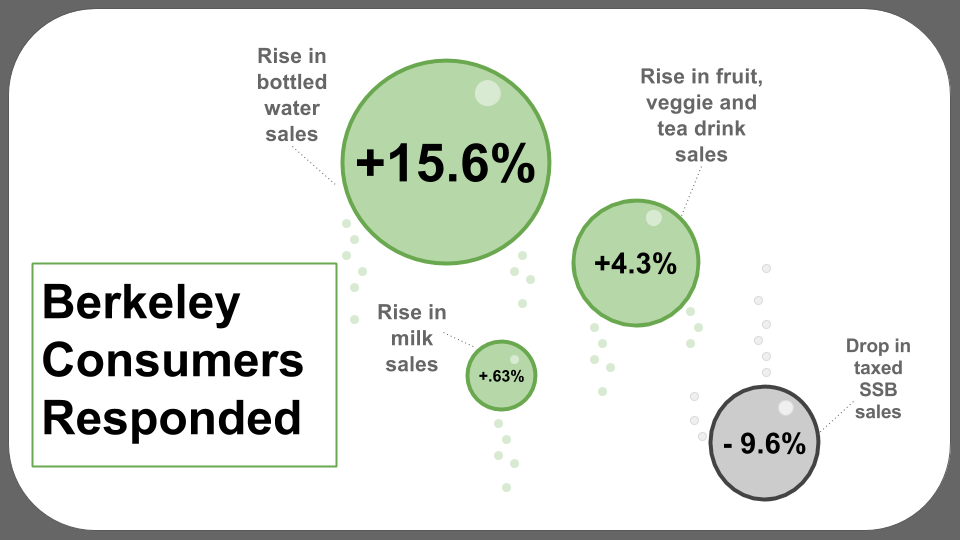 Rise in
bottled
water
sales
+15.6%
Rise in fruit,
veggie and
tea drink
sales
+4.3%
Berkeley
Consumers
Responded
Rise in
milk
sales
+.63%
Drop in
taxed
SSB
sales
- 9.6%